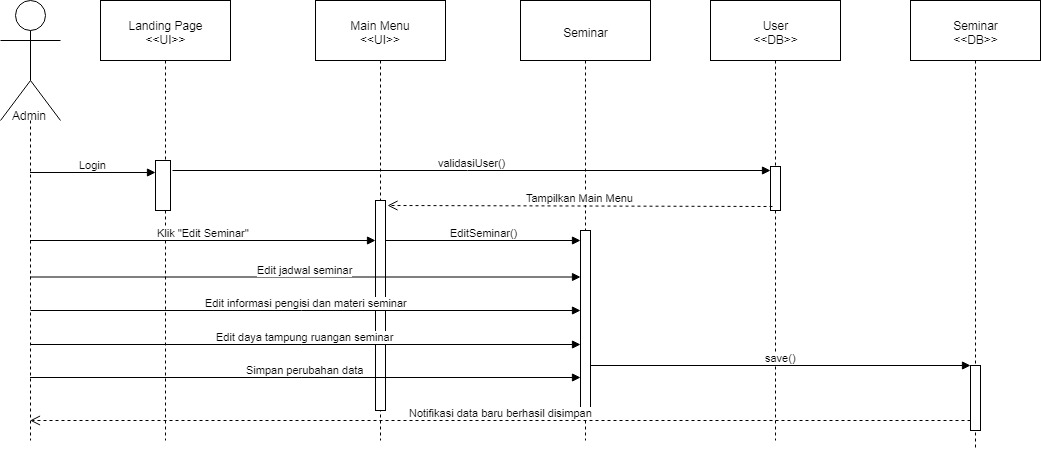 Landing Page
<<UI>>
Main Menu
<<UI>>
Seminar
User
<<DB>>
Seminar
<<DB>>
Admin
Login
validasiUser()
Tampilkan Main Menu
Klik "Edit Seminar"
EditSeminar()
Edit jadwal seminar
Edit informasi pengisi dan materi seminar
Edit daya tampung ruangan seminar
save()
Simpan perubahan data
Notifikasi data baru berhasil disimpan